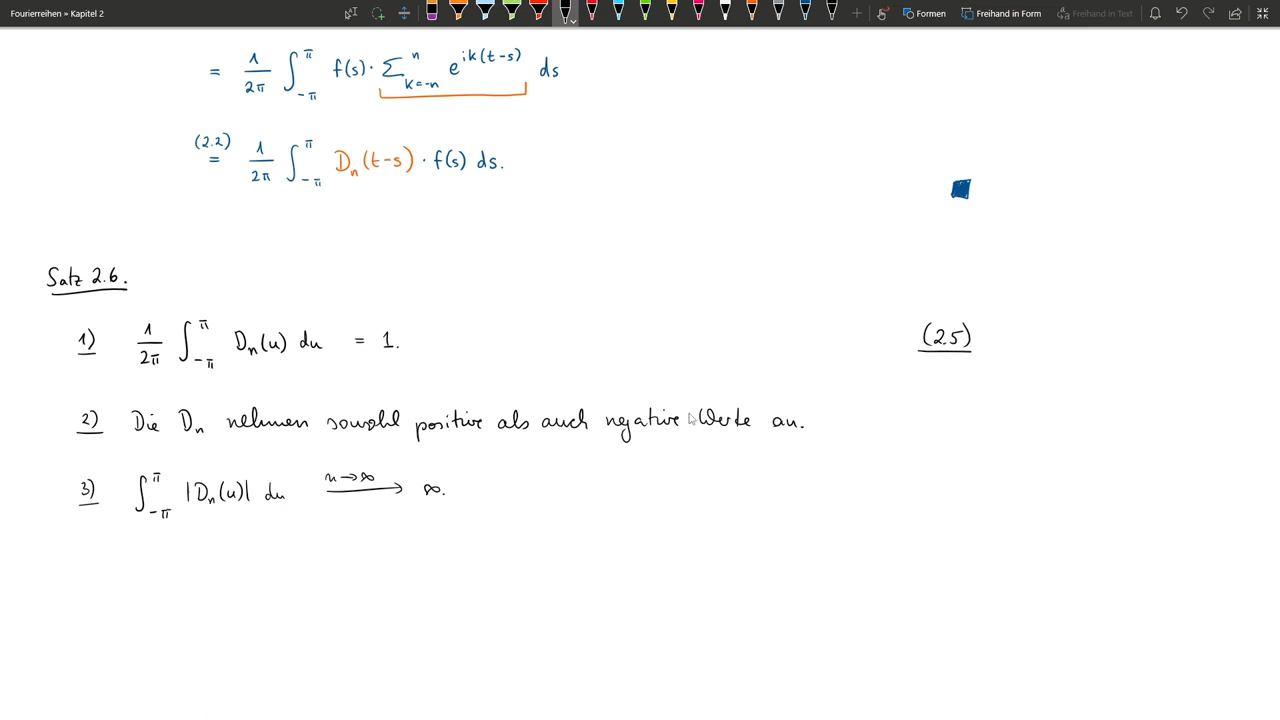 Fourierreihen » Kapitel 2
Formen
Freihand in Form
Freihand in Text
= 1/2π ∫_{-π}^{π} f(s) · ∑_{k=-n}^{n} e^{ik(t-s)} ds
(2.2)
= 1/2π ∫_{-π}^{π} D_n(t-s) · f(s) ds.
Satz 2.6.
1) 1/2π ∫_{-π}^{π} D_n(u) du = 1. (2.5)
2) Die D_n nehmen sowohl positive als auch negative Werte an.
3) ∫_{-π}^{π} |D_n(u)| du n→∞ ⟶ ∞.